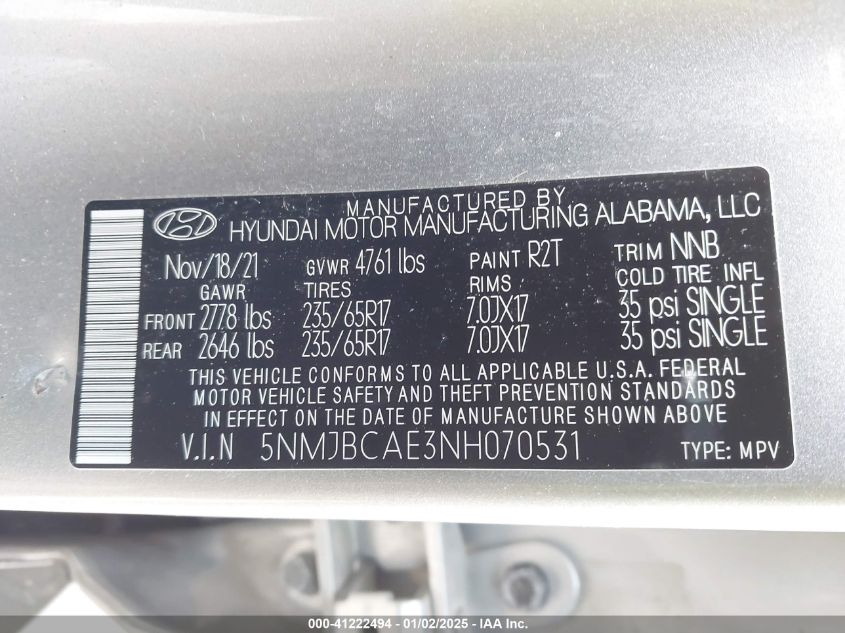 MANUFACTURED BY
HYUNDAI MOTOR MANUFACTURING ALABAMA, LLC
Nov/18/21 GVWR 4761 lbs PAINT R2T TRIM NNB
GAWR TIRES RIMS COLD TIRE INFL
FRONT 2778 lbs 235/65R17 7.0JX17 35 psi SINGLE
REAR 2646 lbs 235/65R17 7.0JX17 35 psi SINGLE
THIS VEHICLE CONFORMS TO ALL APPLICABLE U.S.A. FEDERAL
MOTOR VEHICLE SAFETY AND THEFT PREVENTION STANDARDS
IN EFFECT ON THE DATE OF MANUFACTURE SHOWN ABOVE
V.I.N 5NMJBCAE3NH070531 TYPE: MPV
000-41222494 - 01/02/2025 - IAA Inc.